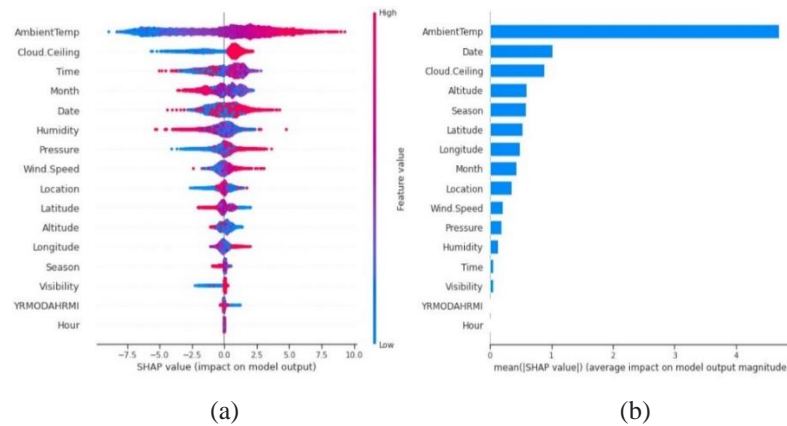 High
AmbientTemp
Cloud.Ceiling
Time
Month
Date
Humidity
Pressure
Wind.Speed
Location
Latitude
Altitude
Longitude
Season
Visibility
YRMODAHRMI
Hour
Feature value
Low
-7.5 -5.0 -2.5 0.0 2.5 5.0 7.5 10.0
SHAP value (impact on model output)
(a)
AmbientTemp
Date
Cloud.Ceiling
Altitude
Season
Latitude
Longitude
Month
Location
Wind.Speed
Pressure
Humidity
Time
Visibility
YRMODAHRMI
Hour
0 1 2 3 4
mean(|SHAP value|) (average impact on model output magnitude
(b)